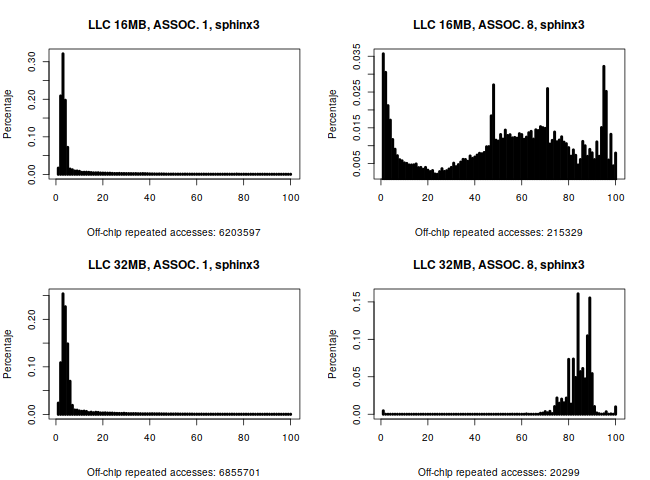 LLC 16MB, ASSOC. 1, sphinx3
Percentaje
0.00 0.10 0.20 0.30
0 20 40 60 80 100
Off-chip repeated accesses: 6203597
LLC 16MB, ASSOC. 8, sphinx3
Percentaje
0.005 0.015 0.025 0.035
0 20 40 60 80 100
Off-chip repeated accesses: 215329
LLC 32MB, ASSOC. 1, sphinx3
Percentaje
0.00 0.10 0.20
0 20 40 60 80 100
Off-chip repeated accesses: 6855701
LLC 32MB, ASSOC. 8, sphinx3
Percentaje
0.00 0.05 0.10 0.15
0 20 40 60 80 100
Off-chip repeated accesses: 20299